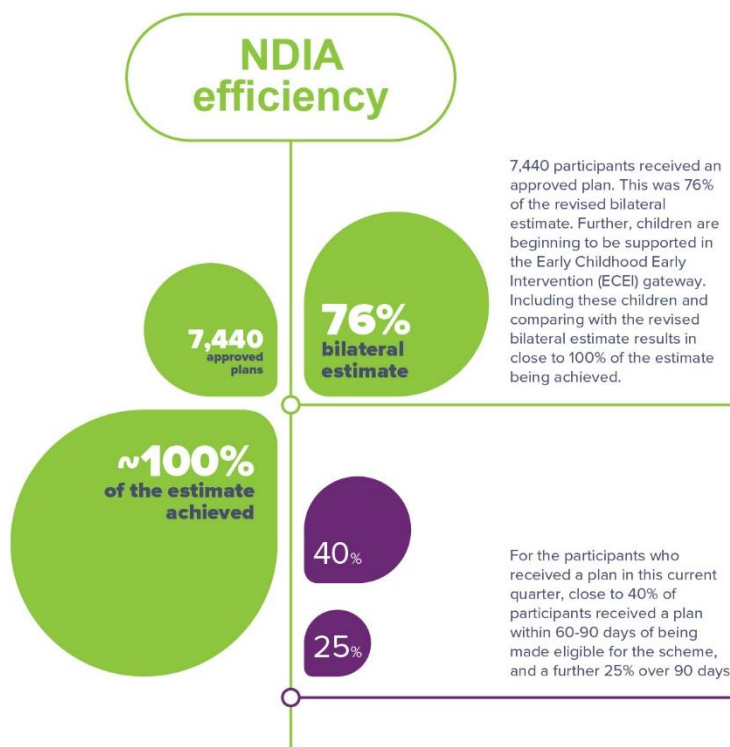 NDIA
efficiency
7,440 participants received an
approved plan. This was 76%
of the revised bilateral
estimate. Further, children are
beginning to be supported in
the Early Childhood Early
Intervention (ECEI) gateway.
Including these children and
comparing with the revised
bilateral estimate results in
close to 100% of the estimate
being achieved.
7,440
approved
plans
76%
bilateral
estimate
~100%
of the estimate
achieved
40%
25%
For the participants who
received a plan in this current
quarter, close to 40% of
participants received a plan
within 60-90 days of being
made eligible for the scheme,
and a further 25% over 90 days